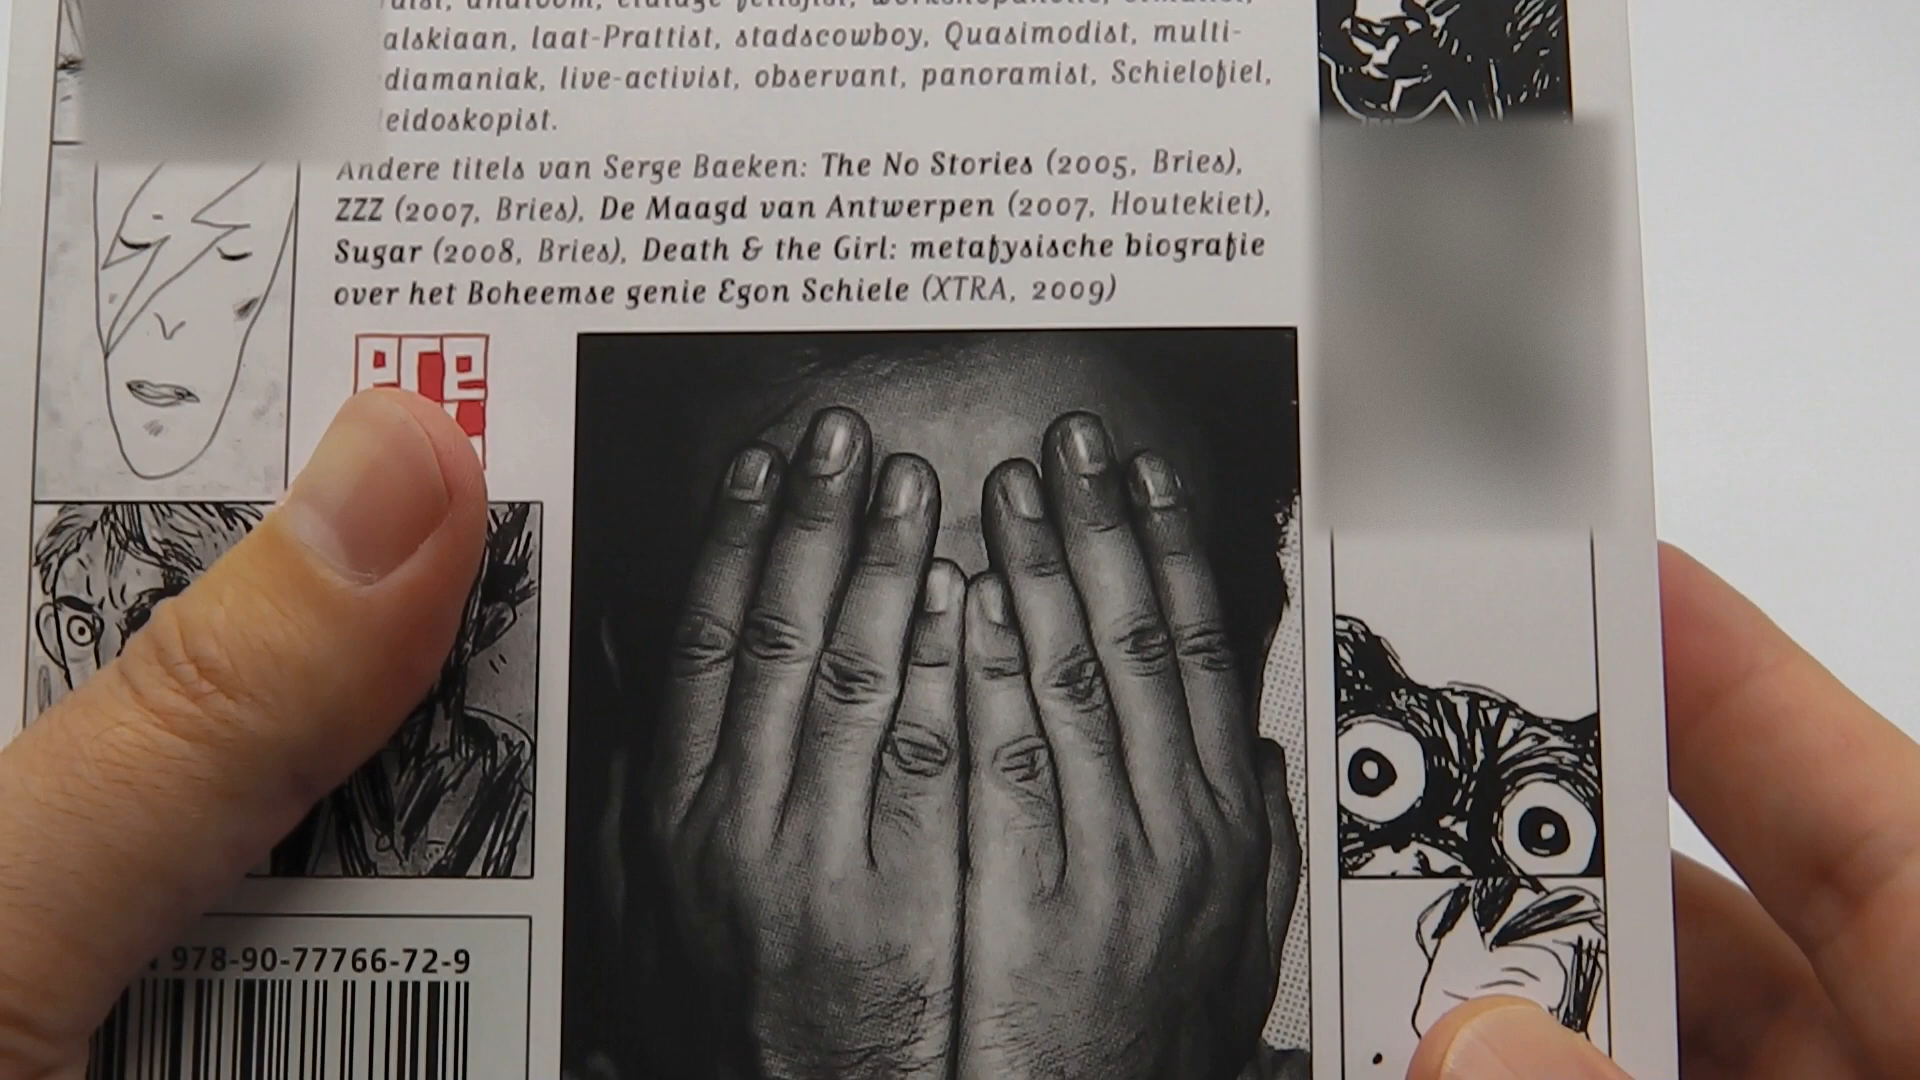 alskiaan, laat-Prattist, stadscowboy, Quasimodist, multi-
diamaniak, live-activist, observant, panoramist, Schielofiel,
eidoskopist.
Andere titels van Serge Baeken: The No Stories (2005, Bries),
ZZZ (2007, Bries), De Maagd van Antwerpen (2007, Houtekiet),
Sugar (2008, Bries), Death & the Girl: metafysische biografie
over het Boheemse genie Egon Schiele (XTRA, 2009)
978-90-77766-72-9